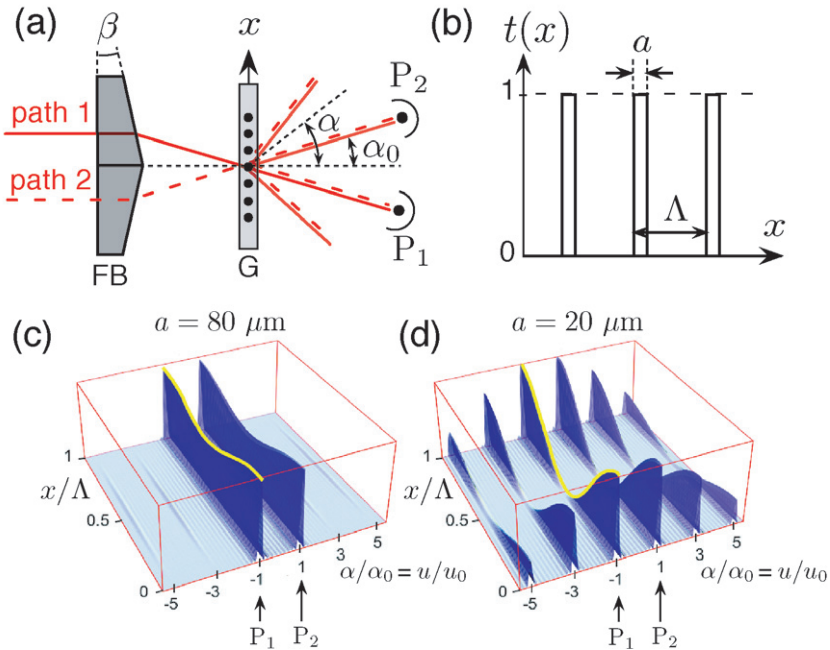 (a)
β
x
path 1
path 2
α
α₀
P₂
P₁
FB
G
(b)
t(x)
a
1
Λ
x
0
(c)
a = 80 μm
1
x/Λ
0.5
0
-5
-3
-1
1
3
5
α/α₀ = u/u₀
P₁
P₂
(d)
a = 20 μm
1
x/Λ
0.5
0
-5
-3
-1
1
3
5
α/α₀ = u/u₀
P₁
P₂